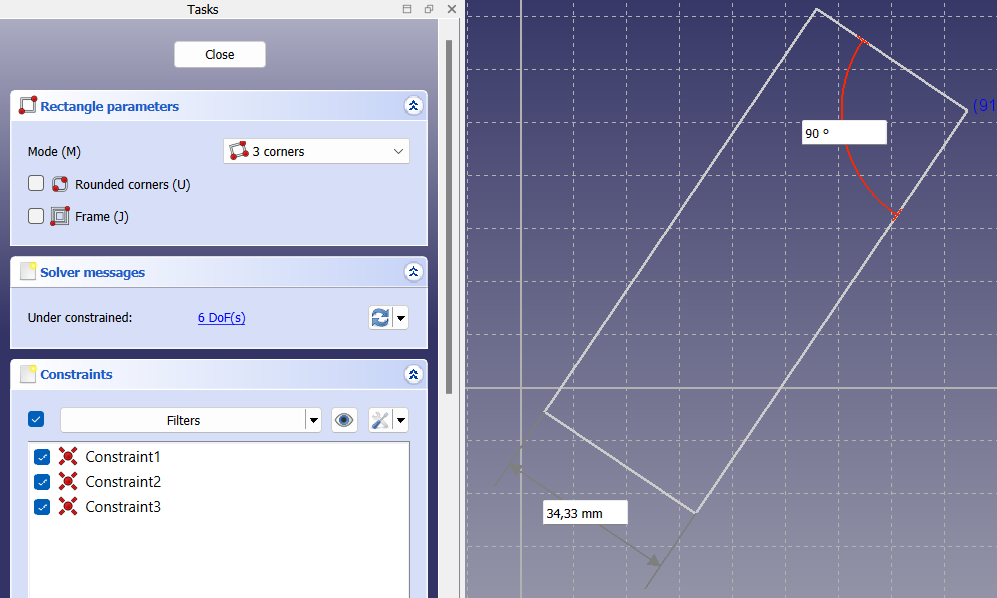 Tasks
Close
Rectangle parameters
Mode (M)
3 corners
Rounded corners (U)
Frame (J)
Solver messages
Under constrained:
6 DoF(s)
Constraints
Filters
Constraint1
Constraint2
Constraint3
(91
90 °
34,33 mm